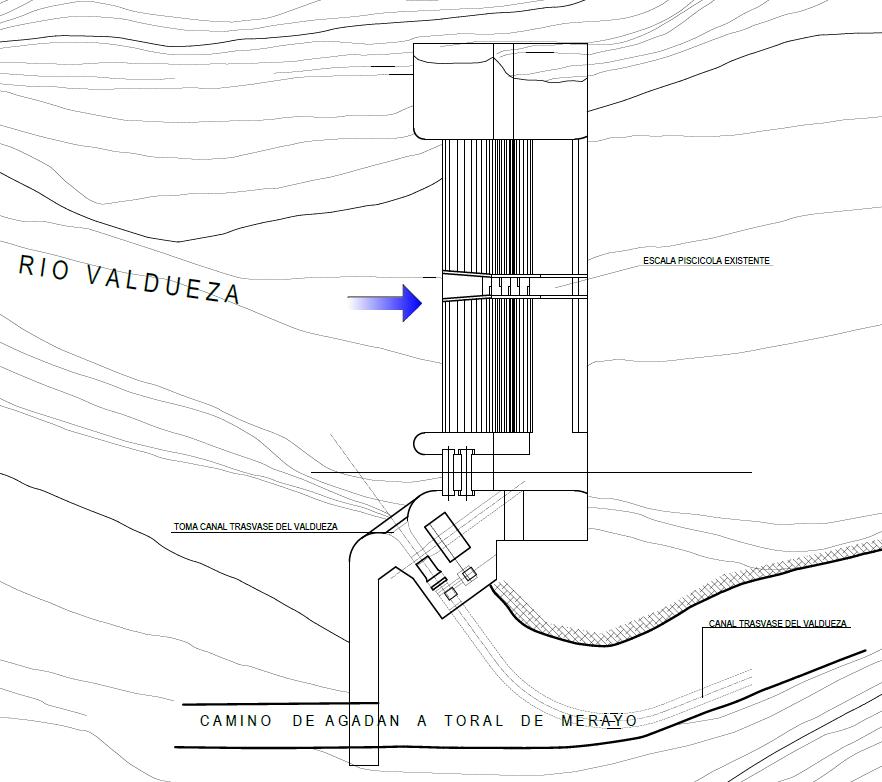 ESCALA PISCICOLA EXISTENTE
RIO VALDUEZA
TOMA CANAL TRASVASE DEL VALDUEZA
CANAL TRASVASE DEL VALDUEZA
CAMINO DE AGADAN A TORAL DE MERAYO